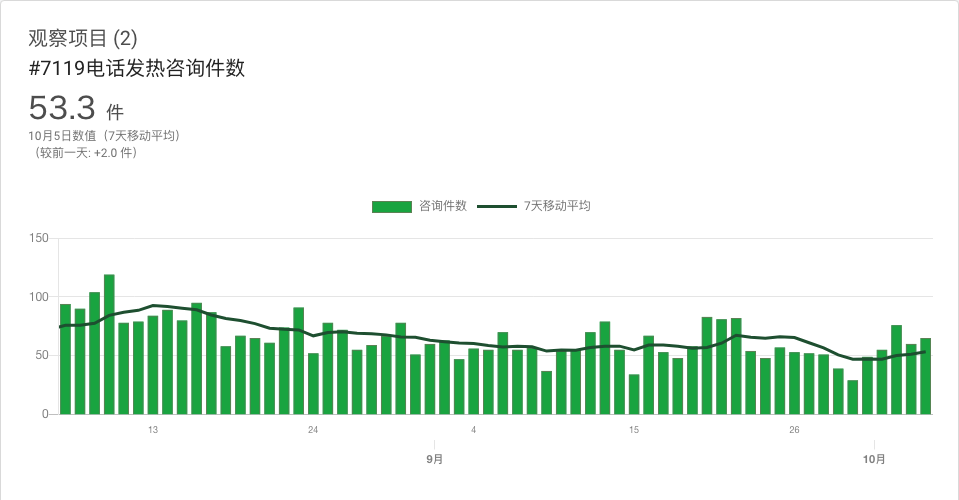 观察项目 (2)
#7119电话发热咨询件数
53.3 件
10月5日数值（7天移动平均）
（较前一天: +2.0 件）
咨询件数 7天移动平均
150
100
50
0
13 24 4 15 26
9月 10月